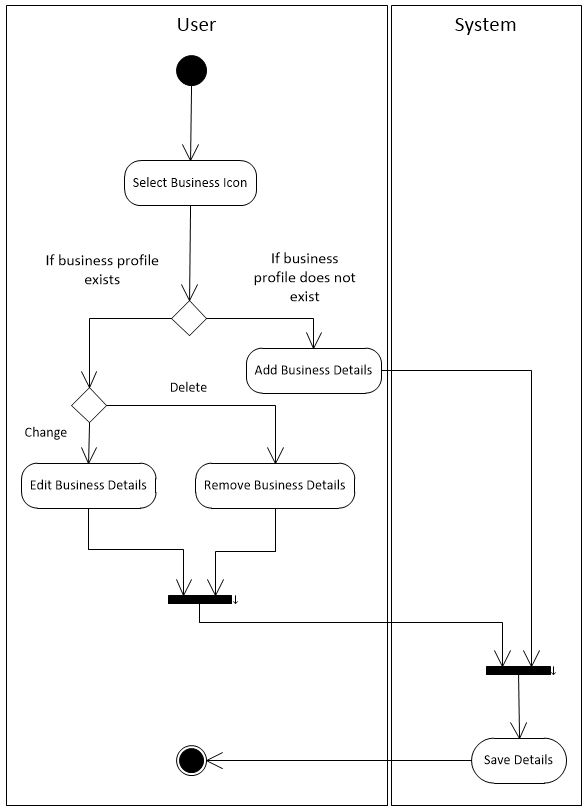 User
System
Select Business Icon
If business profile
exists
If business
profile does not
exist
Add Business Details
Delete
Change
Edit Business Details
Remove Business Details
Save Details